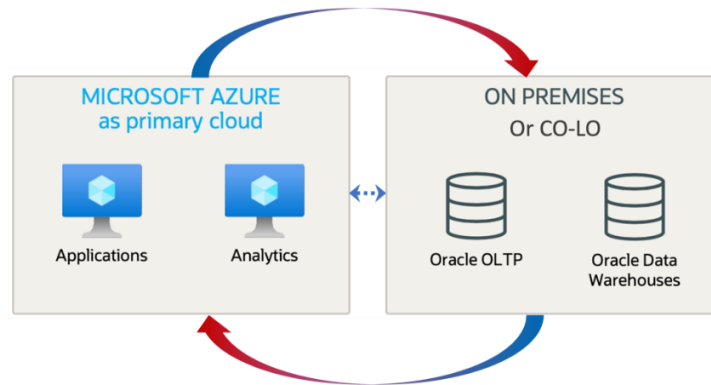 MICROSOFT AZURE
as primary cloud
Applications
Analytics
ON PREMISES
Or CO-LO
Oracle OLTP
Oracle Data
Warehouses